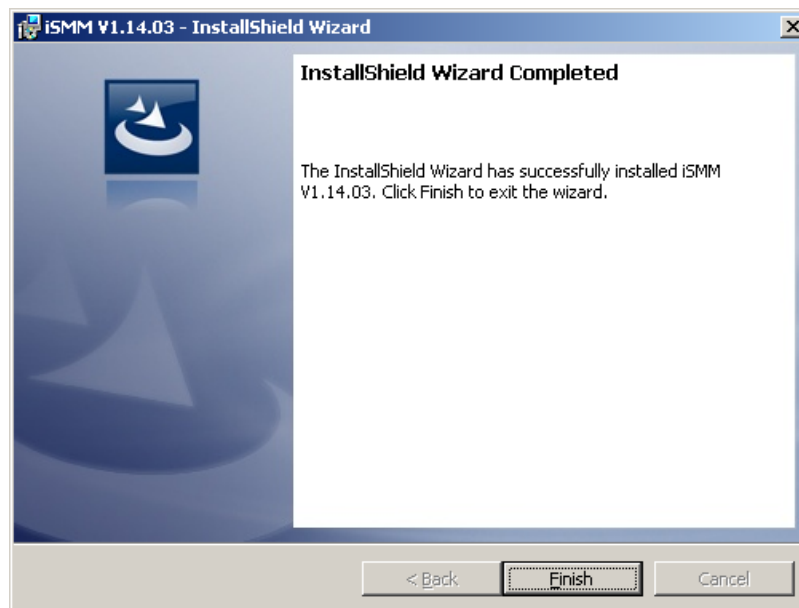 iSMM V1.14.03 - InstallShield Wizard
InstallShield Wizard Completed
The InstallShield Wizard has successfully installed iSMM
V1.14.03. Click Finish to exit the wizard.
< Back
Finish
Cancel